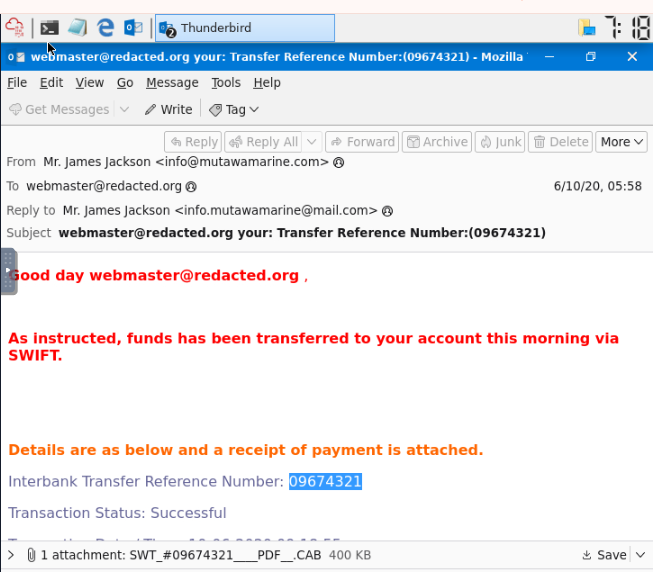 Thunderbird
2
7:18
webmaster@redacted.org your: Transfer Reference Number:(09674321) - Mozilla
File Edit View Go Message Tools Help
Get Messages Write Tag
Reply Reply All Forward Archive Junk Delete More
From Mr. James Jackson <info@mutawamarine.com>
To webmaster@redacted.org 6/10/20, 05:58
Reply to Mr. James Jackson <info.mutawamarine@mail.com>
Subject webmaster@redacted.org your: Transfer Reference Number:(09674321)
Good day webmaster@redacted.org ,
As instructed, funds has been transferred to your account this morning via
SWIFT.
Details are as below and a receipt of payment is attached.
Interbank Transfer Reference Number: 09674321
Transaction Status: Successful
1 attachment: SWT_#09674321____PDF__.CAB 400 KB Save